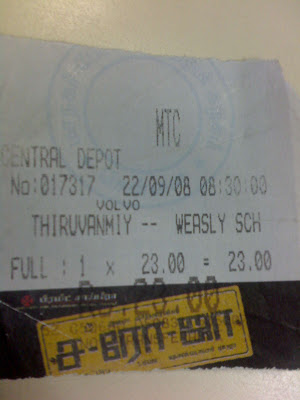 MTC
CENTRAL DEPOT
No:017317 22/09/08 08:30:00
VOLVO
THIRUVANMIY -- WEASLY SCH
FULL : 1 x 23.00 = 23.00
பிரமிட் சாய்மீரா
ச-ரோ-ஜா